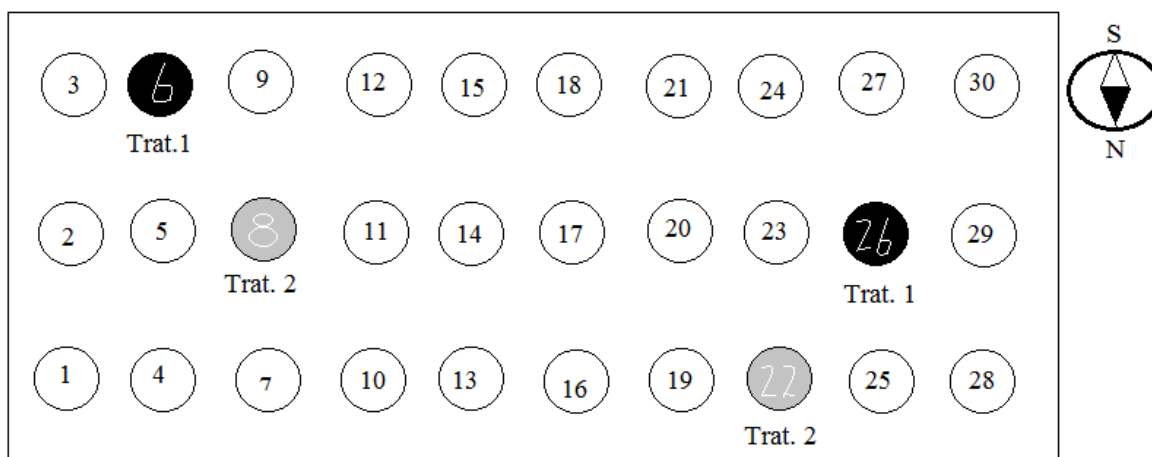 S
3 6 9 12 15 18 21 24 27 30
Trat.1
N
2 5 8 11 14 17 20 23 26 29
Trat. 2
Trat. 1
1 4 7 10 13 16 19 22 25 28
Trat. 2